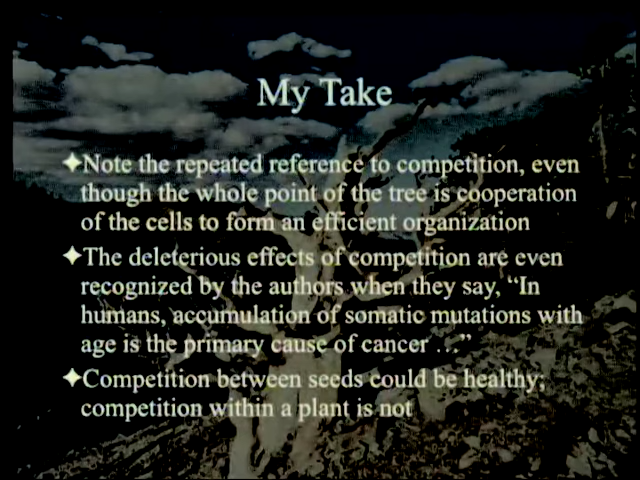 My Take
✦Note the repeated reference to competition, even
though the whole point of the tree is cooperation
of the cells to form an efficient organization
✦The deleterious effects of competition are even
recognized by the authors when they say, “In
humans, accumulation of somatic mutations with
age is the primary cause of cancer …”
✦Competition between seeds could be healthy;
competition within a plant is not